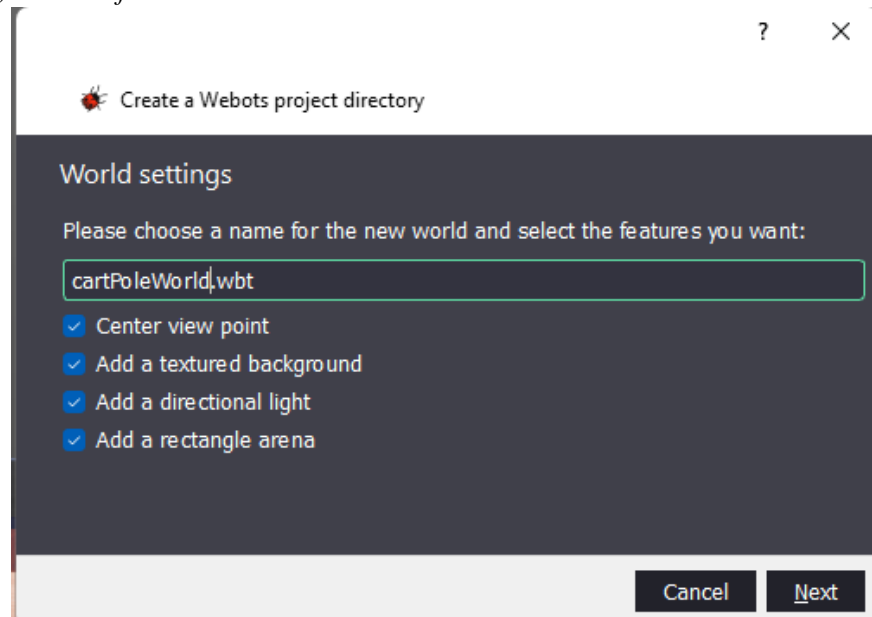 ?
Create a Webots project directory
World settings
Please choose a name for the new world and select the features you want:
cartPoleWorld.wbt
Center view point
Add a textured background
Add a directional light
Add a rectangle arena
Cancel Next